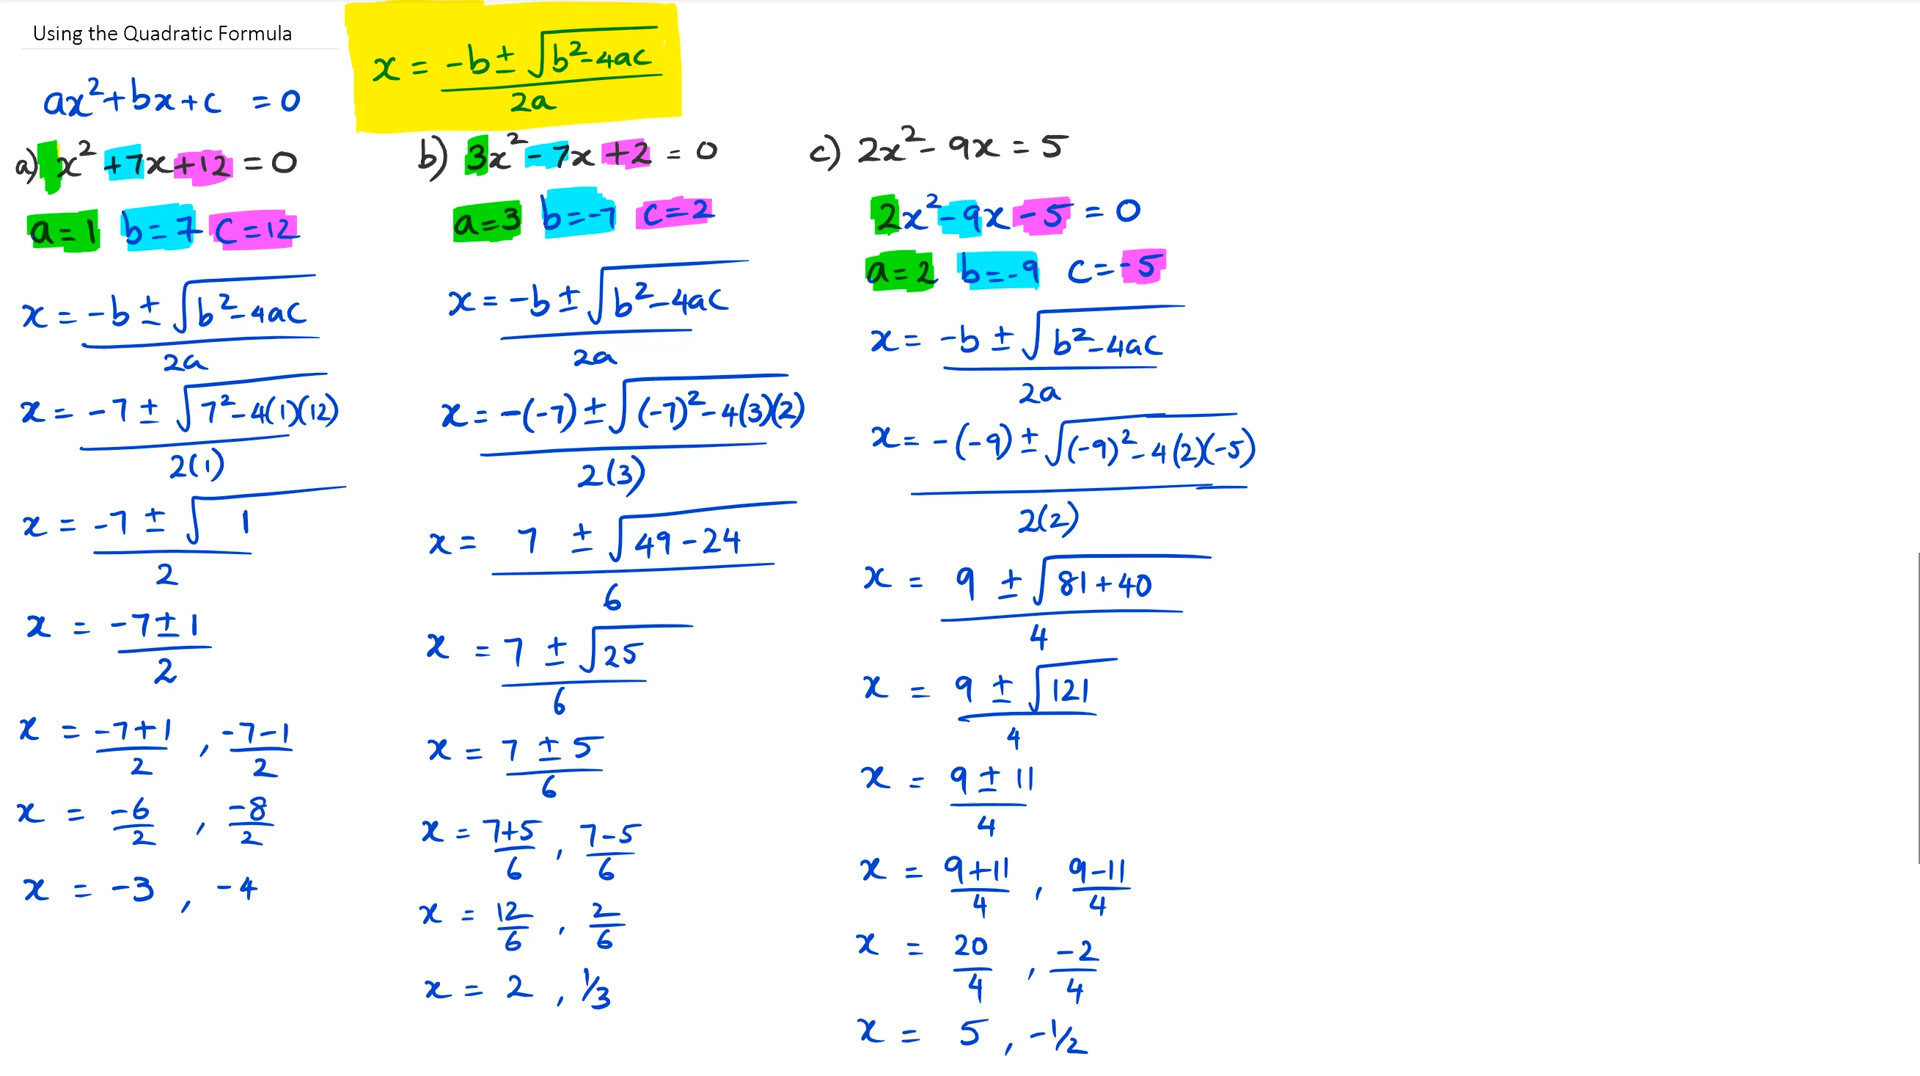 Using the Quadratic Formula
ax²+bx+c = 0
x = (-b ± √(b²-4ac))/(2a)
a) x² +7x+12 = 0
a=1 b=7 c=12
x = (-b ± √(b²-4ac))/(2a)
x = (-7 ± √(7²-4(1)(12)))/(2(1))
x = (-7 ± √1)/2
x = (-7±1)/2
x = (-7+1)/2 , (-7-1)/2
x = -6/2 , -8/2
x = -3 , -4
b) 3x² -7x +2 = 0
a=3 b=-7 c=2
x = (-b ± √(b²-4ac))/(2a)
x = (-(-7) ± √((-7)²-4(3)(2)))/(2(3))
x = (7 ± √(49-24))/6
x = (7 ± √25)/6
x = (7 ± 5)/6
x = (7+5)/6 , (7-5)/6
x = 12/6 , 2/6
x = 2 , 1/3
c) 2x² - 9x = 5
2x² -9x -5 = 0
a=2 b=-9 c=-5
x = (-b ± √(b²-4ac))/(2a)
x = (-(-9) ± √((-9)²-4(2)(-5)))/(2(2))
x = (9 ± √(81+40))/4
x = (9 ± √121)/4
x = (9 ± 11)/4
x = (9+11)/4 , (9-11)/4
x = 20/4 , -2/4
x = 5 , -1/2